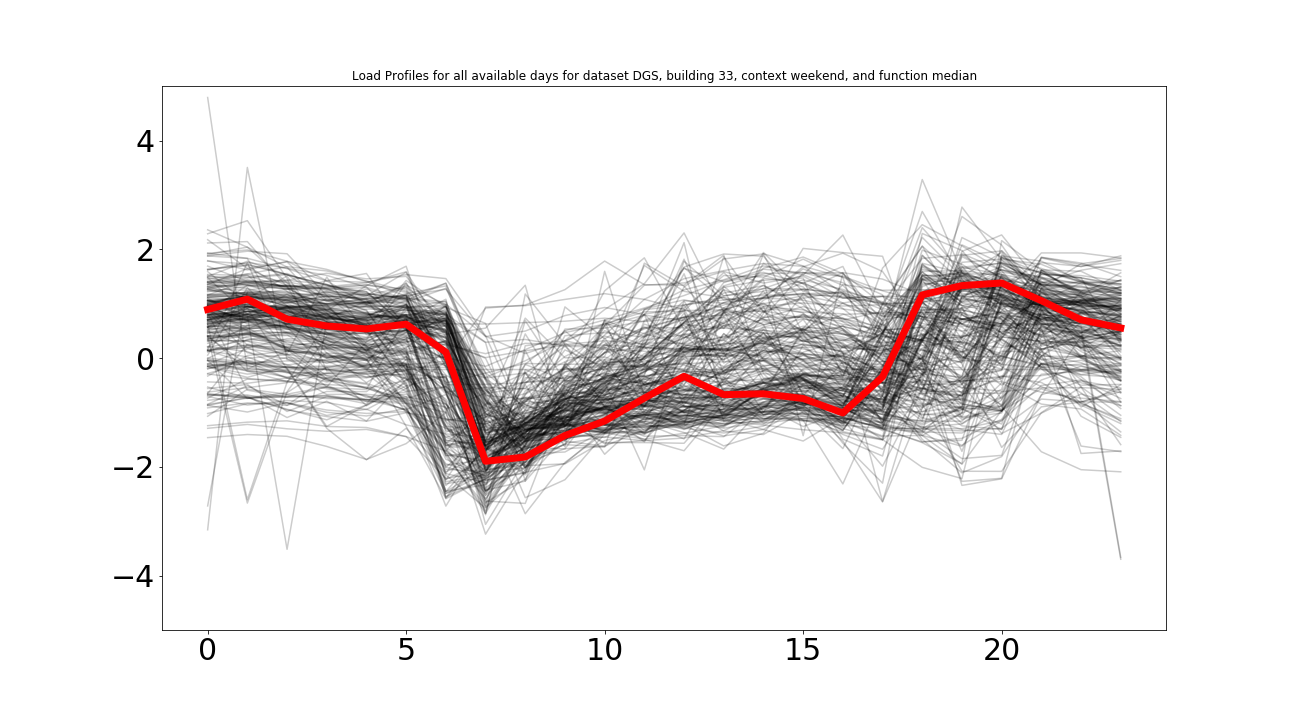 Load Profiles for all available days for dataset DGS, building 33, context weekend, and function median
4
2
0
−2
−4
0 5 10 15 20